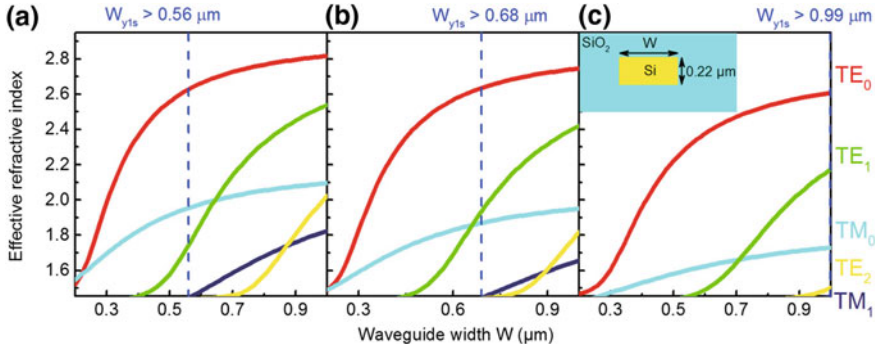 (a) W_y1s > 0.56 μm
(b) W_y1s > 0.68 μm
(c) W_y1s > 0.99 μm
Effective refractive index
2.8
2.6
2.4
2.2
2.0
1.8
1.6
0.3 0.5 0.7 0.9
0.3 0.5 0.7 0.9
0.3 0.5 0.7 0.9
SiO₂
W
Si
0.22 μm
TE₀
TE₁
TM₀
TE₂
TM₁
Waveguide width W (μm)